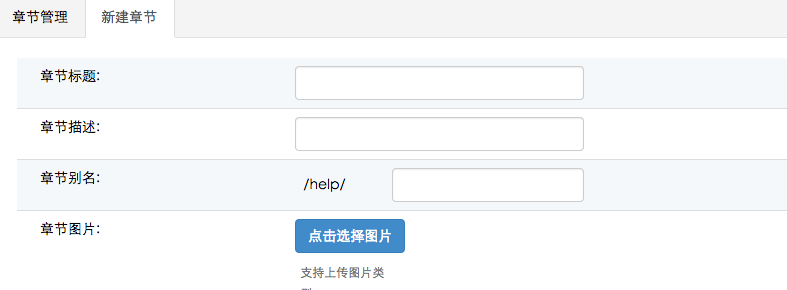 章节管理 新建章节
章节标题:
章节描述:
章节别名: /help/
章节图片: 点击选择图片
支持上传图片类